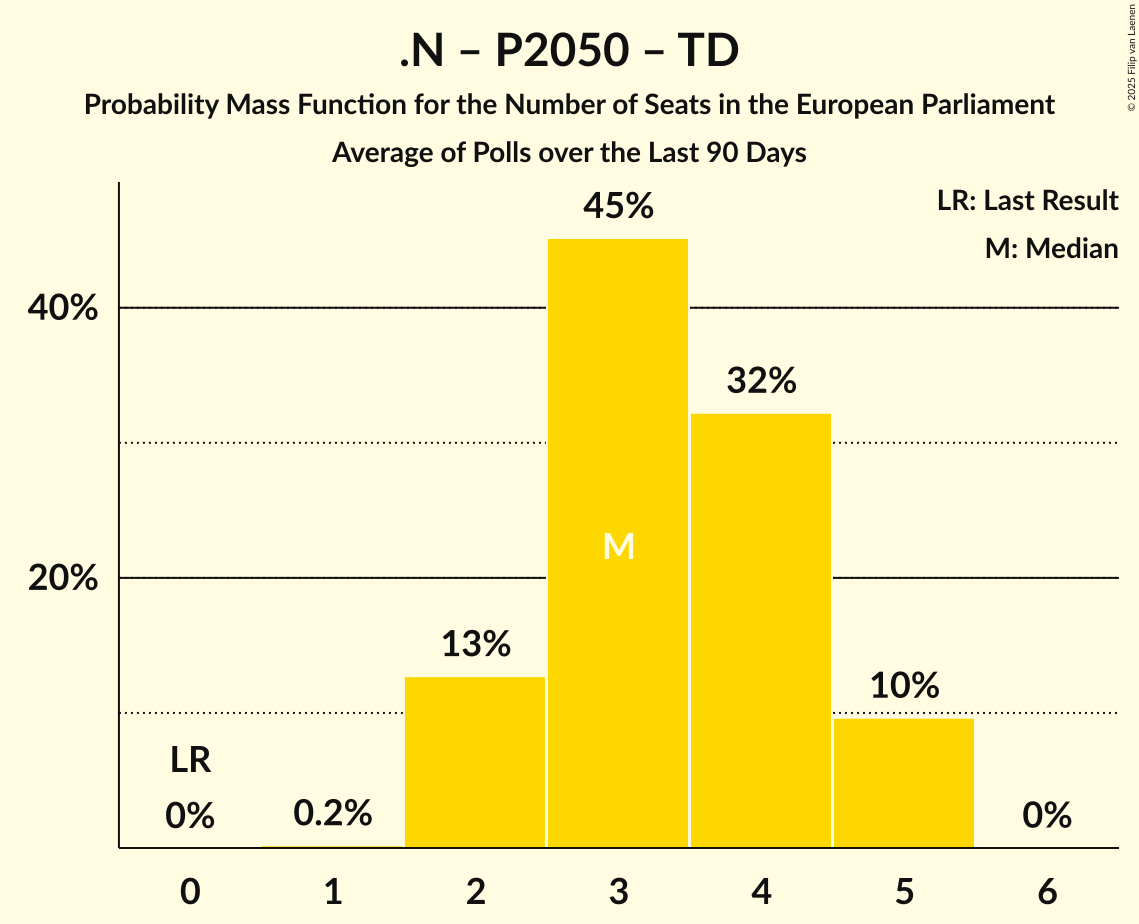 .N – P2050 – TD
Probability Mass Function for the Number of Seats in the European Parliament
Average of Polls over the Last 90 Days
© 2025 Filip van Laenen
LR: Last Result
M: Median
45%
40%
32%
M
20%
13%
10%
LR
0%
0.2%
0%
0 1 2 3 4 5 6